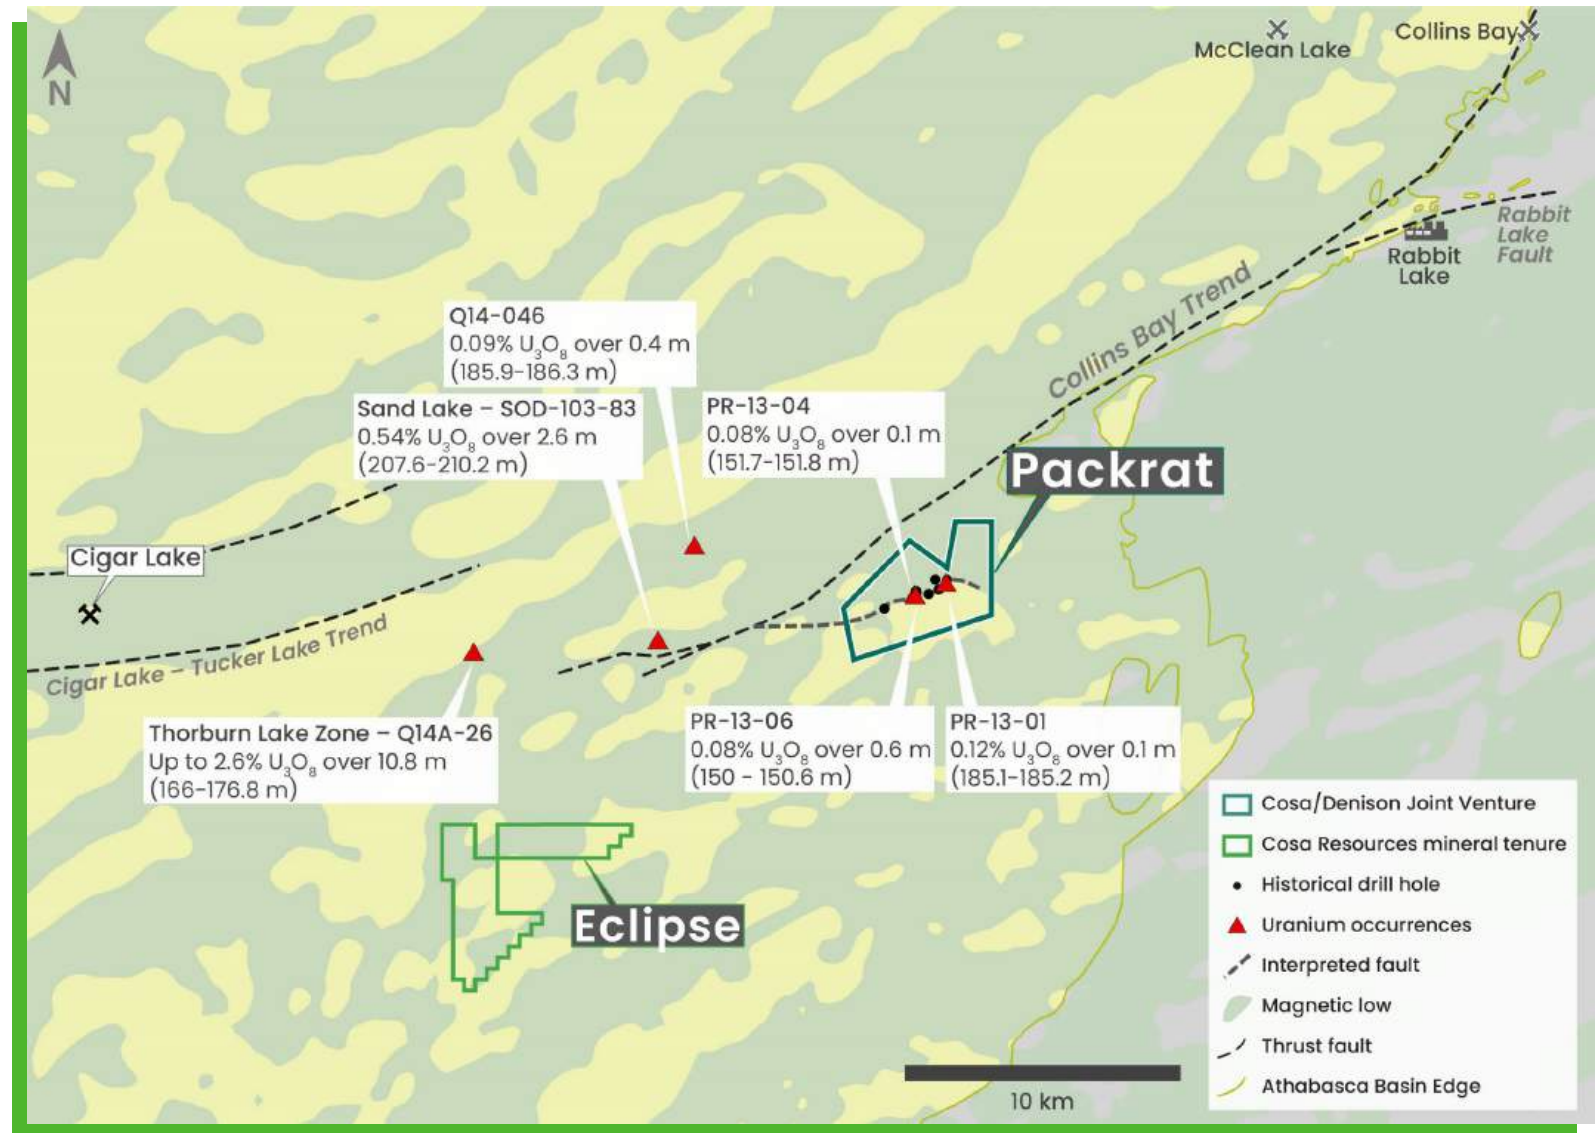 N
McClean Lake
Collins Bay
Rabbit
Lake
Fault
Rabbit
Lake
Collins Bay Trend
Q14-046
0.09% U₃O₈ over 0.4 m
(185.9-186.3 m)
Sand Lake – SOD-103-83
0.54% U₃O₈ over 2.6 m
(207.6-210.2 m)
PR-13-04
0.08% U₃O₈ over 0.1 m
(151.7-151.8 m)
Packrat
Cigar Lake
Cigar Lake – Tucker Lake Trend
Thorburn Lake Zone – Q14A-26
Up to 2.6% U₃O₈ over 10.8 m
(166-176.8 m)
PR-13-06
0.08% U₃O₈ over 0.6 m
(150 - 150.6 m)
PR-13-01
0.12% U₃O₈ over 0.1 m
(185.1-185.2 m)
Eclipse
Cosa/Denison Joint Venture
Cosa Resources mineral tenure
Historical drill hole
Uranium occurrences
Interpreted fault
Magnetic low
Thrust fault
Athabasca Basin Edge
10 km